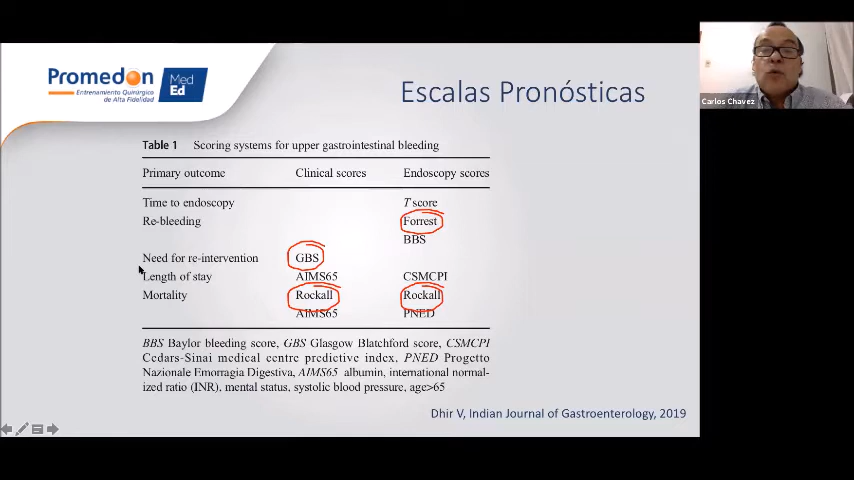 Promedon
Entrenamiento Quirúrgico
de Alta Fidelidad
Med
Ed
Escalas Pronósticas
Carlos Chavez
Table 1 Scoring systems for upper gastrointestinal bleeding
Primary outcome Clinical scores Endoscopy scores
Time to endoscopy T score
Re-bleeding Forrest
BBS
Need for re-intervention GBS
Length of stay AIMS65 CSMCPI
Mortality Rockall Rockall
AIMS65 PNED
BBS Baylor bleeding score, GBS Glasgow Blatchford score, CSMCPI
Cedars-Sinai medical centre predictive index, PNED Progetto
Nazionale Emorragia Digestiva, AIMS65 albumin, international normal-
ized ratio (INR), mental status, systolic blood pressure, age>65
Dhir V, Indian Journal of Gastroenterology, 2019